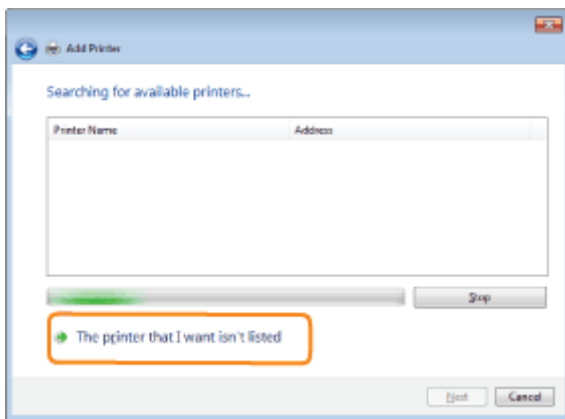 Add Printer
Searching for available printers...
Printer Name Address
Stop
The printer that I want isn't listed
Next Cancel